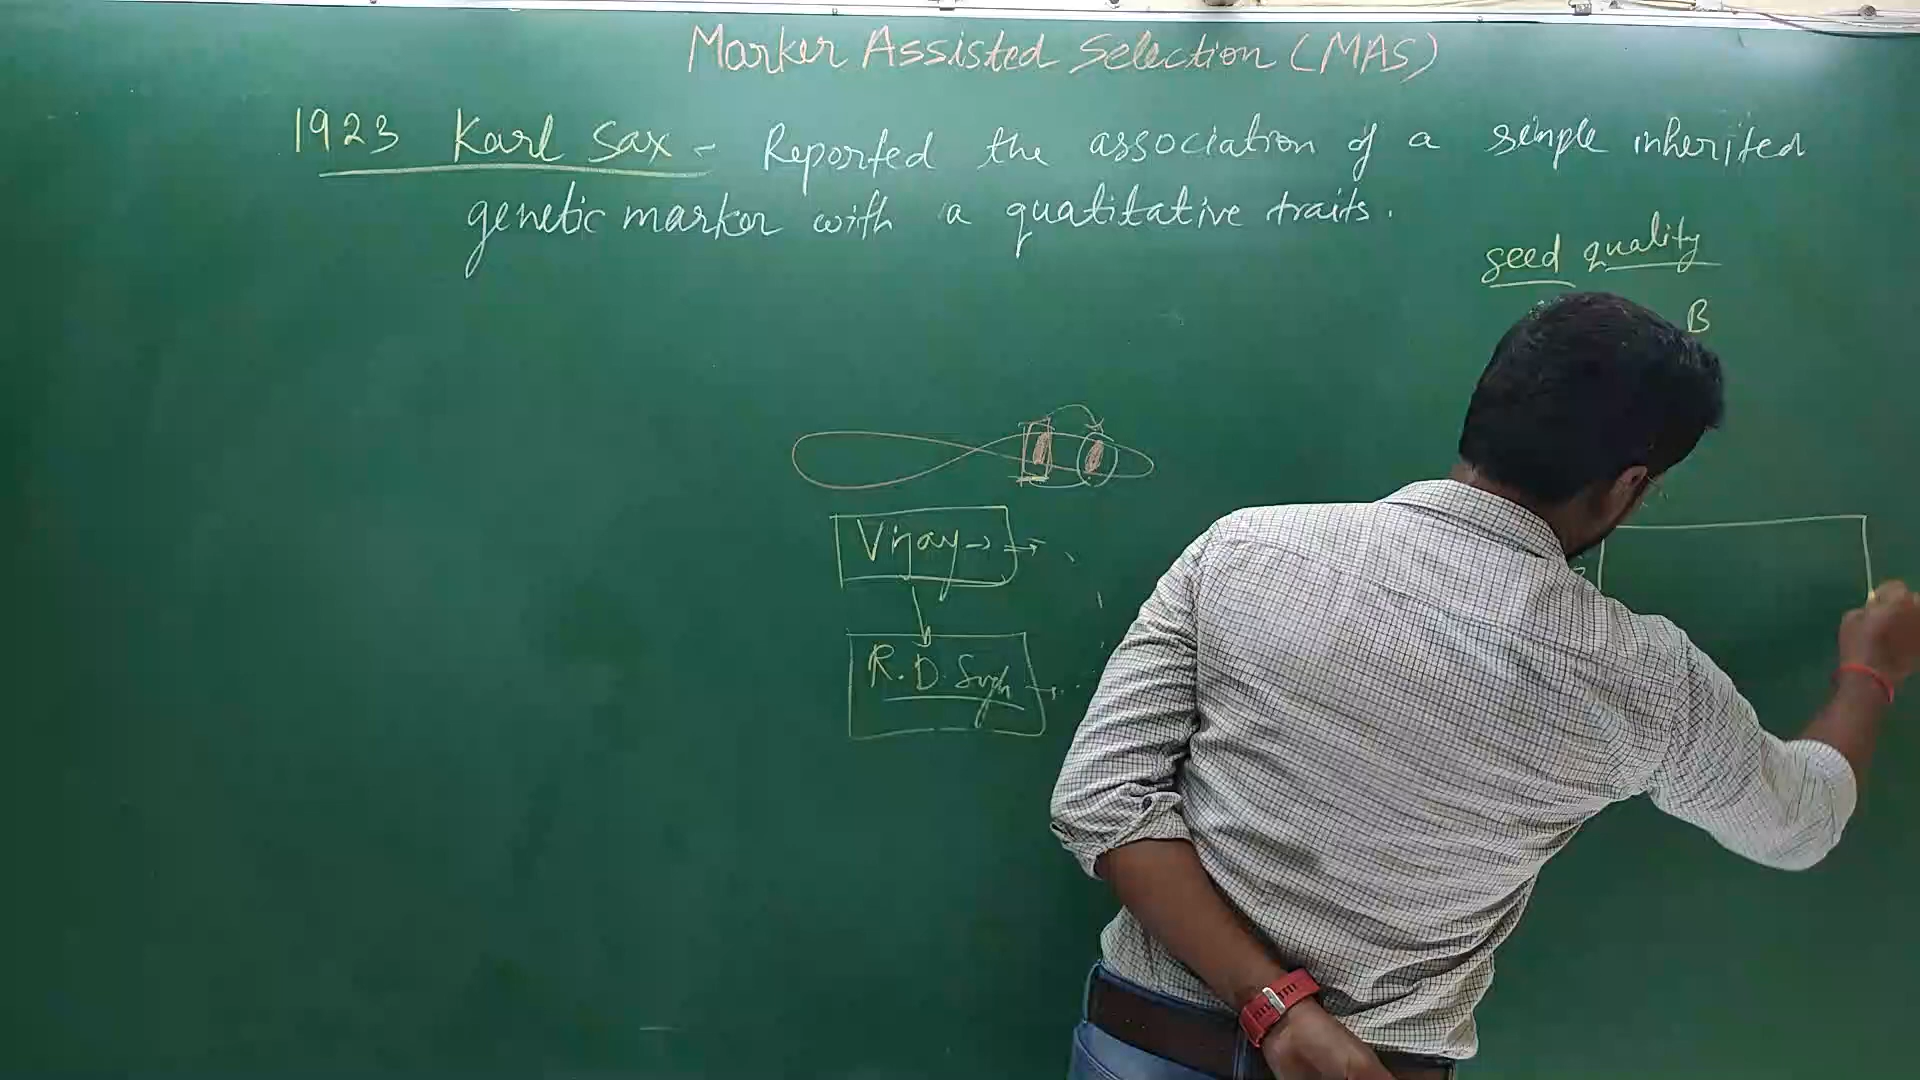 Marker Assisted Selection (MAS)
1923 Karl Sax - Reported the association of a simple inherited
genetic marker with a quatitative traits.
seed quality
B
Vijay
R.D. Singh